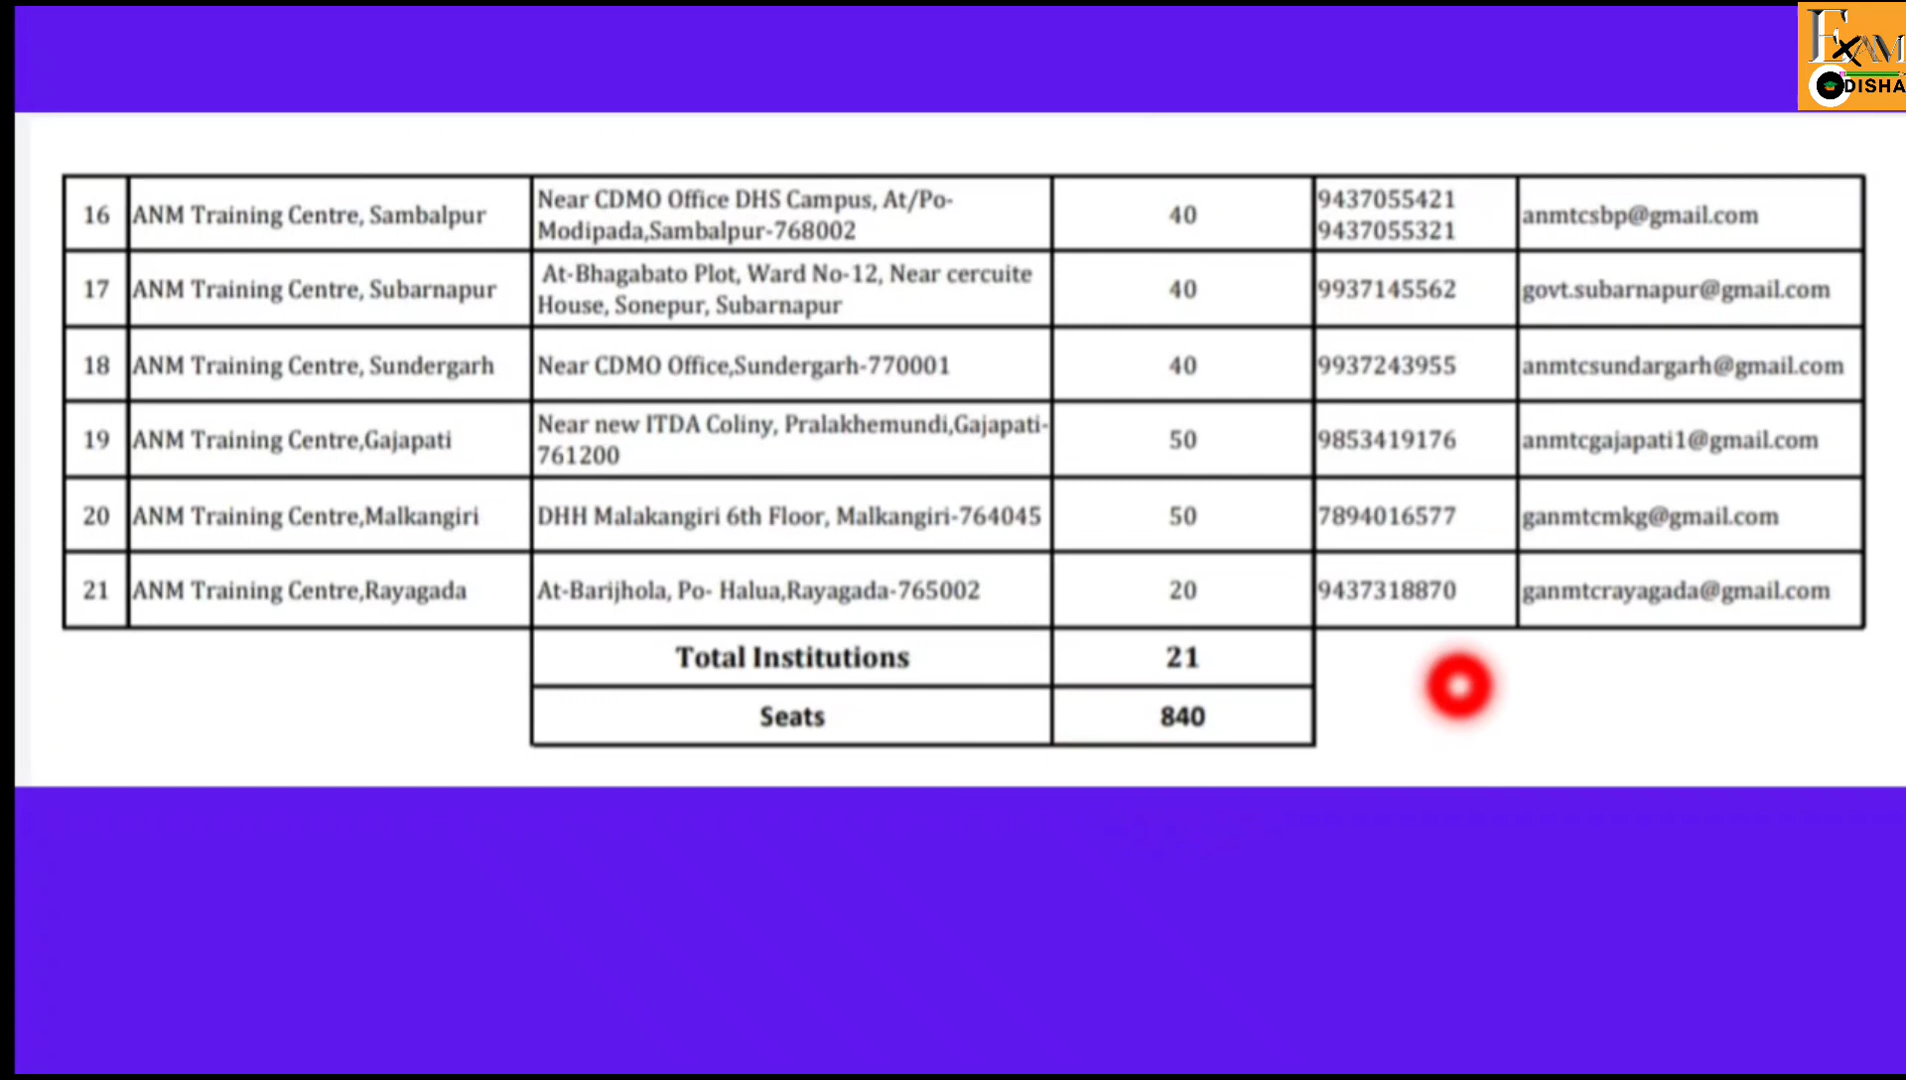 EXAM
ODISHA
16 ANM Training Centre, Sambalpur Near CDMO Office DHS Campus, At/Po- Modipada,Sambalpur-768002 40 9437055421 9437055321 anmtcsbp@gmail.com
17 ANM Training Centre, Subarnapur At-Bhagabato Plot, Ward No-12, Near cercuite House, Sonepur, Subarnapur 40 9937145562 govt.subarnapur@gmail.com
18 ANM Training Centre, Sundergarh Near CDMO Office,Sundergarh-770001 40 9937243955 anmtcsundargarh@gmail.com
19 ANM Training Centre,Gajapati Near new ITDA Coliny, Pralakhemundi,Gajapati- 761200 50 9853419176 anmtcgajapati1@gmail.com
20 ANM Training Centre,Malkangiri DHH Malakangiri 6th Floor, Malkangiri-764045 50 7894016577 ganmtcmkg@gmail.com
21 ANM Training Centre,Rayagada At-Barijhola, Po- Halua,Rayagada-765002 20 9437318870 ganmtcrayagada@gmail.com
Total Institutions 21
Seats 840